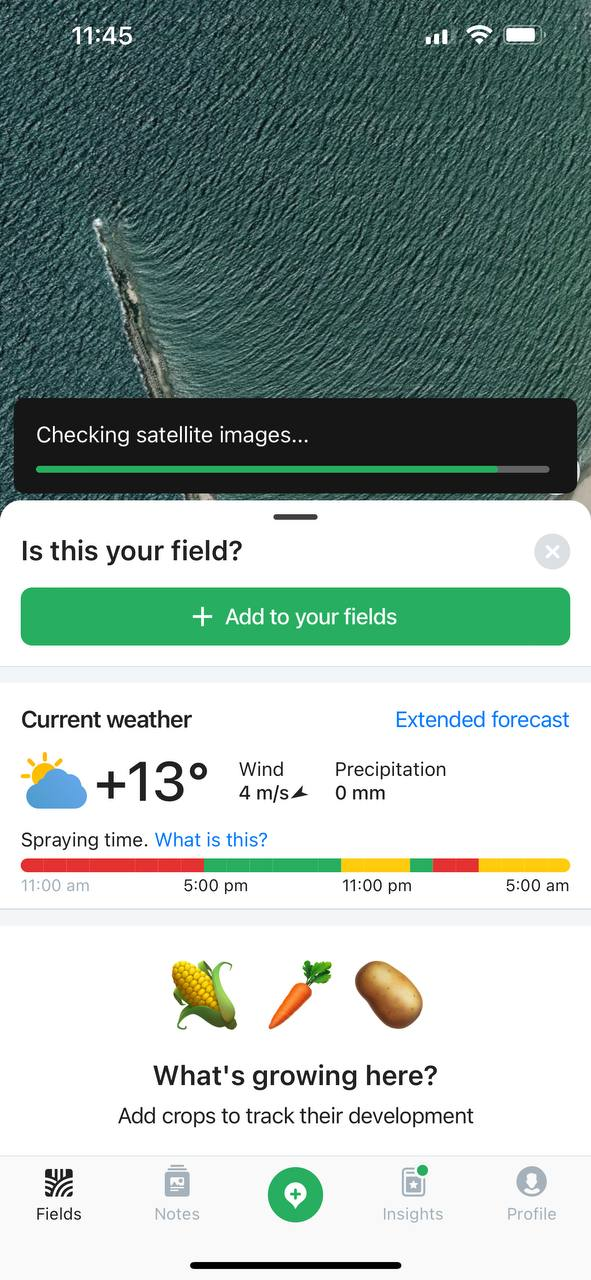 11:45
Checking satellite images...
Is this your field?
Add to your fields
Current weather Extended forecast
+13°
Wind Precipitation
4 m/s 0 mm
Spraying time. What is this?
11:00 am 5:00 pm 11:00 pm 5:00 am
What's growing here?
Add crops to track their development
Fields Notes Insights Profile